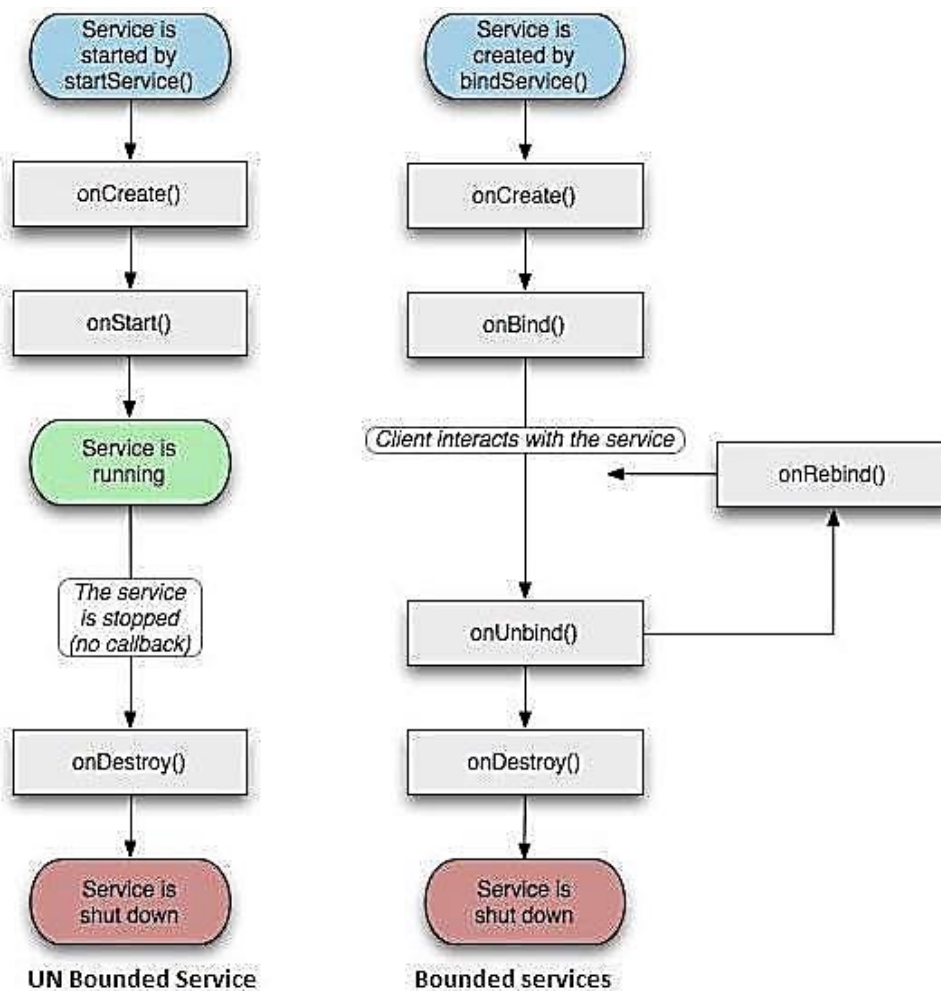 Service is
started by
startService()
onCreate()
onStart()
Service is
running
The service
is stopped
(no callback)
onDestroy()
Service is
shut down
UN Bounded Service
Service is
created by
bindService()
onCreate()
onBind()
Client interacts with the service
onRebind()
onUnbind()
onDestroy()
Service is
shut down
Bounded services